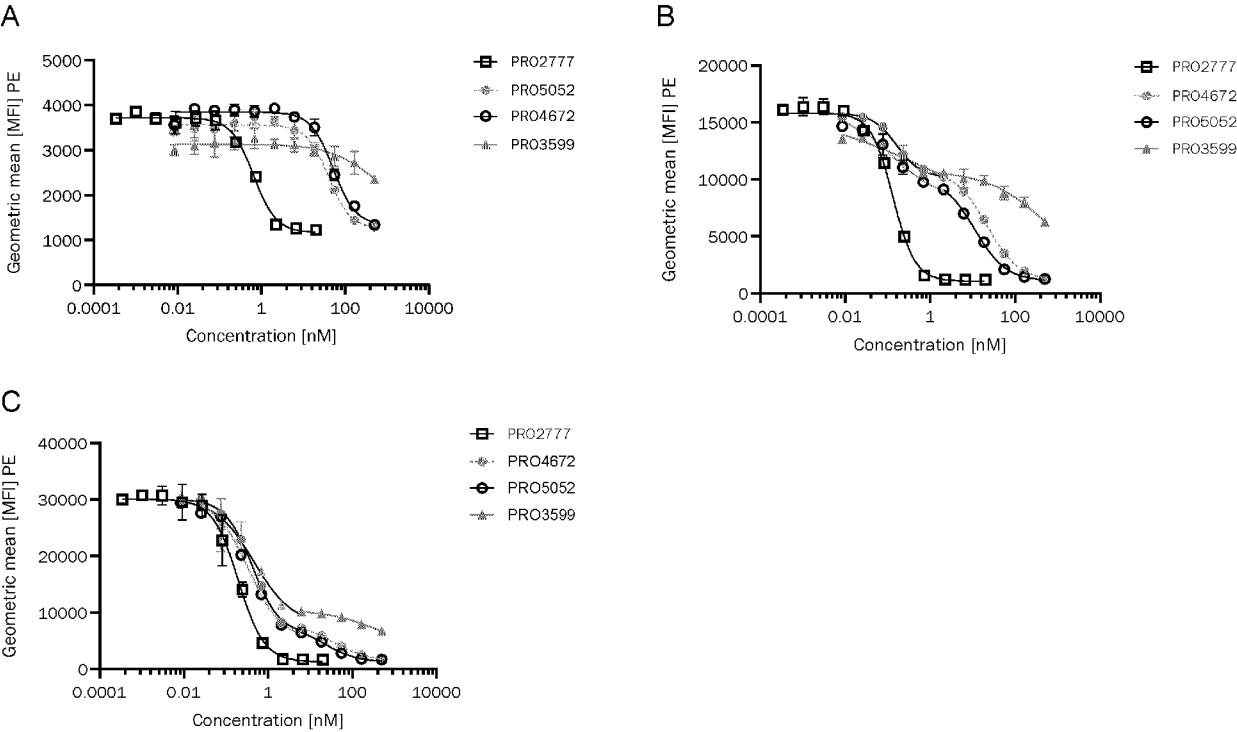 A
Geometric mean [MFI] PE
5000
4000
3000
2000
1000
0
0.0001
0.01
1
100
10000
Concentration [nM]
PRO2777
PRO5052
PRO4672
PRO3599
B
Geometric mean [MFI] PE
20000
15000
10000
5000
0
0.0001
0.01
1
100
10000
Concentration [nM]
PRO2777
PRO4672
PRO5052
PRO3599
C
Geometric mean [MFI] PE
40000
30000
20000
10000
0
0.0001
0.01
1
100
10000
Concentration [nM]
PRO2777
PRO4672
PRO5052
PRO3599